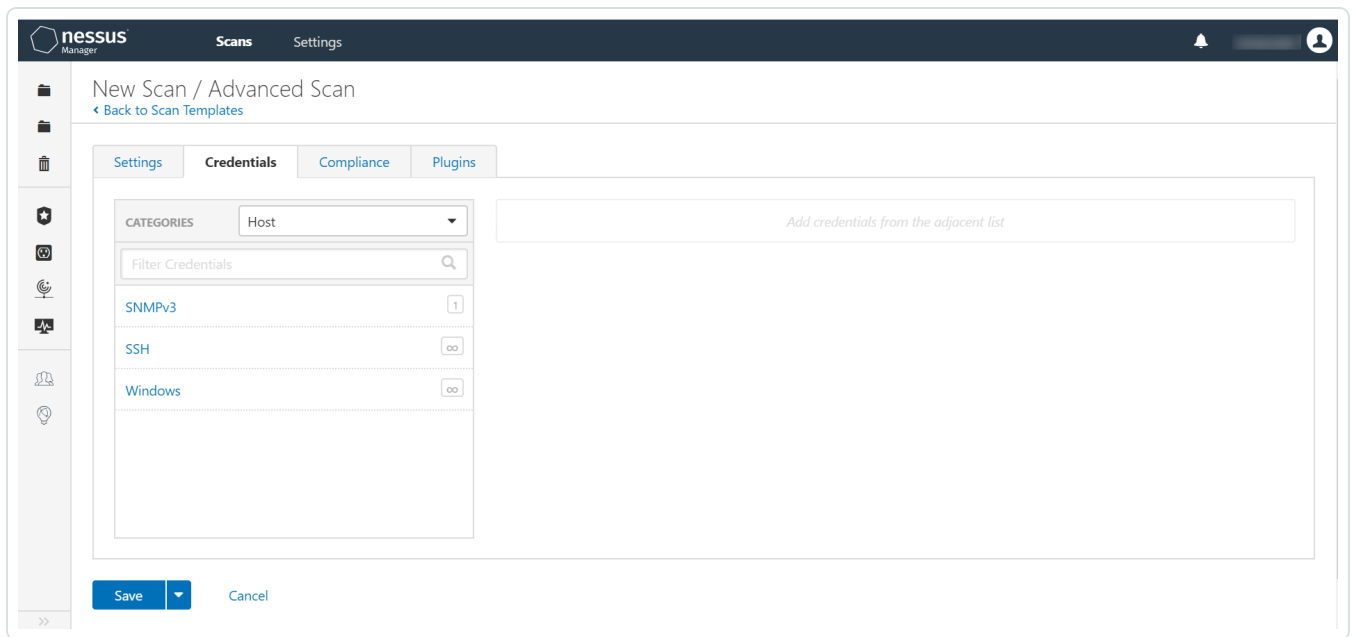 nessus
Manager
Scans
Settings
New Scan / Advanced Scan
Back to Scan Templates
Settings
Credentials
Compliance
Plugins
CATEGORIES
Host
Add credentials from the adjacent list
Filter Credentials
SNMPv3
1
SSH
∞
Windows
∞
Save
Cancel